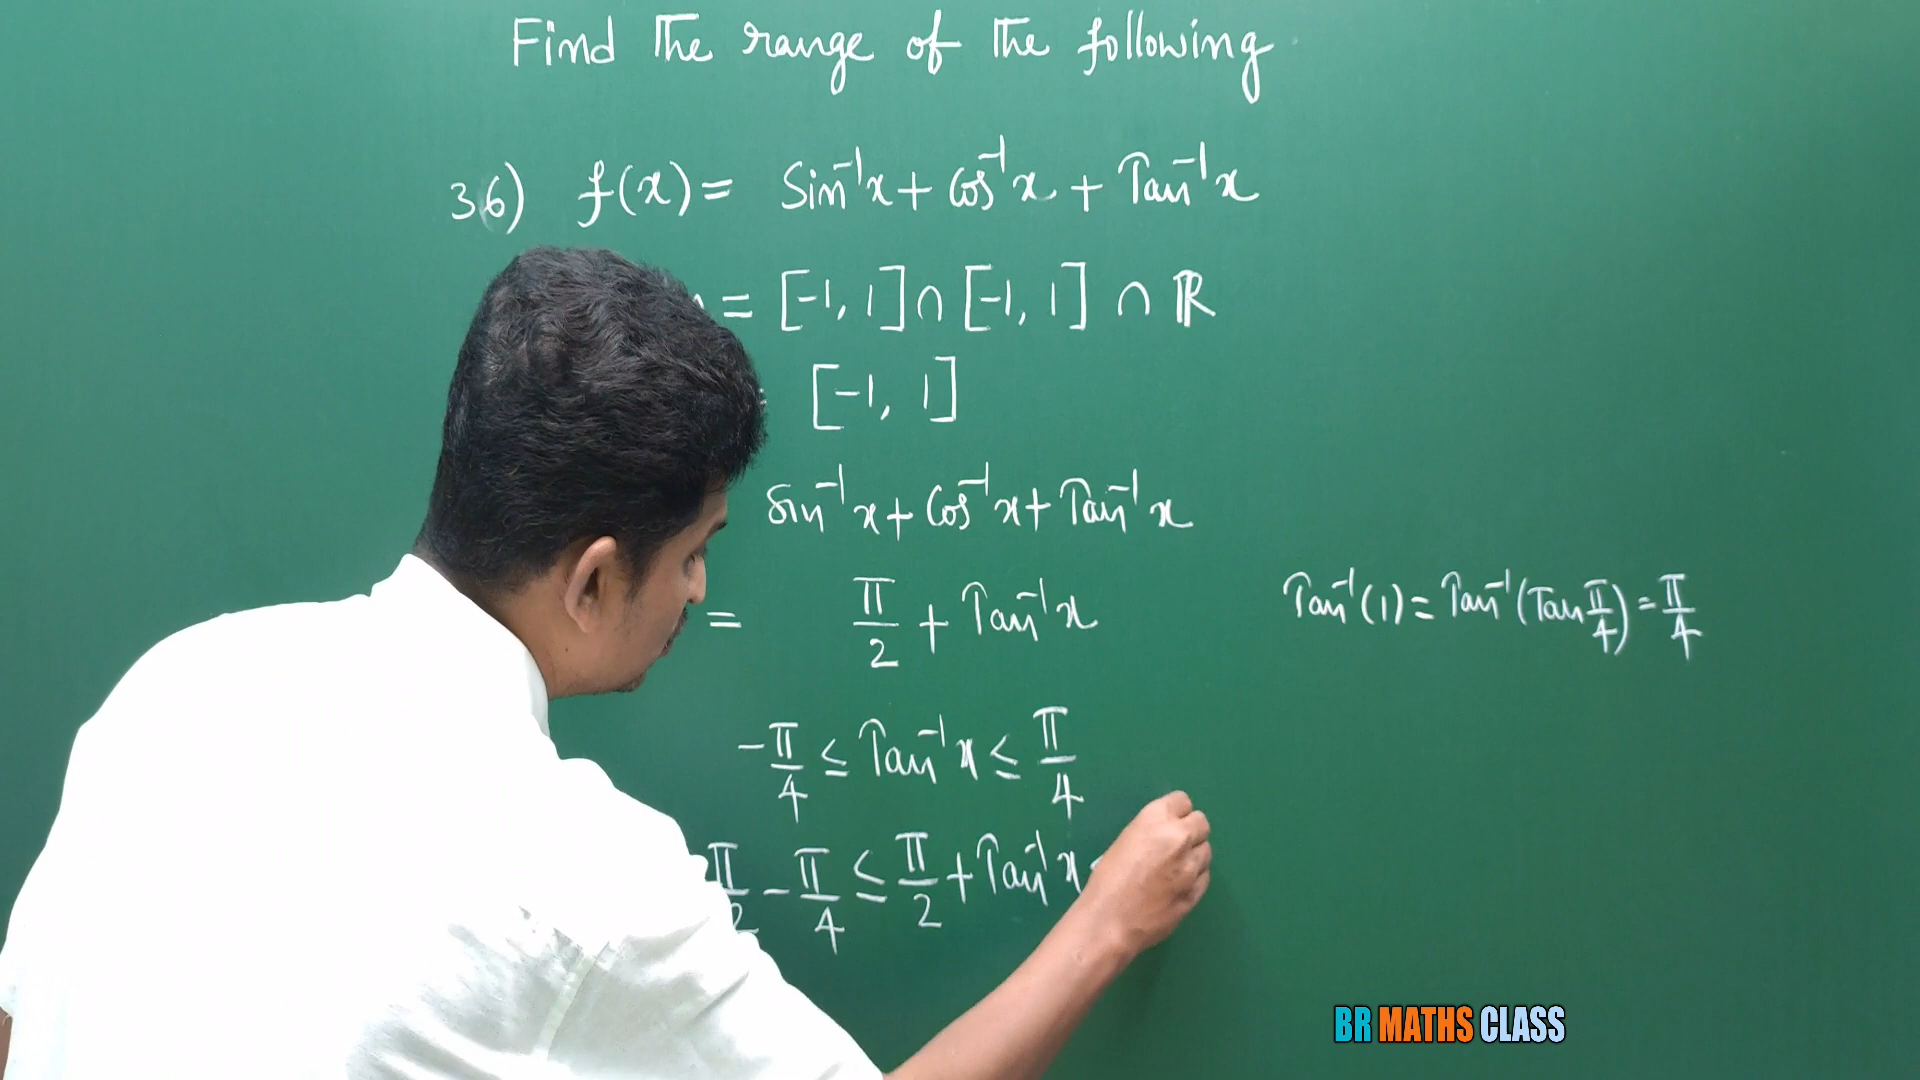 Find The range of The following
36) f(x) = Sin⁻¹x + Cos⁻¹x + Tan⁻¹x
= [-1, 1] ∩ [-1, 1] ∩ ℝ
[-1, 1]
Sin⁻¹x + Cos⁻¹x + Tan⁻¹x
= π/2 + Tan⁻¹x
Tan⁻¹(1) = Tan⁻¹(Tan π/4) = π/4
-π/4 ≤ Tan⁻¹x ≤ π/4
π/2 - π/4 ≤ π/2 + Tan⁻¹x
BR MATHS CLASS